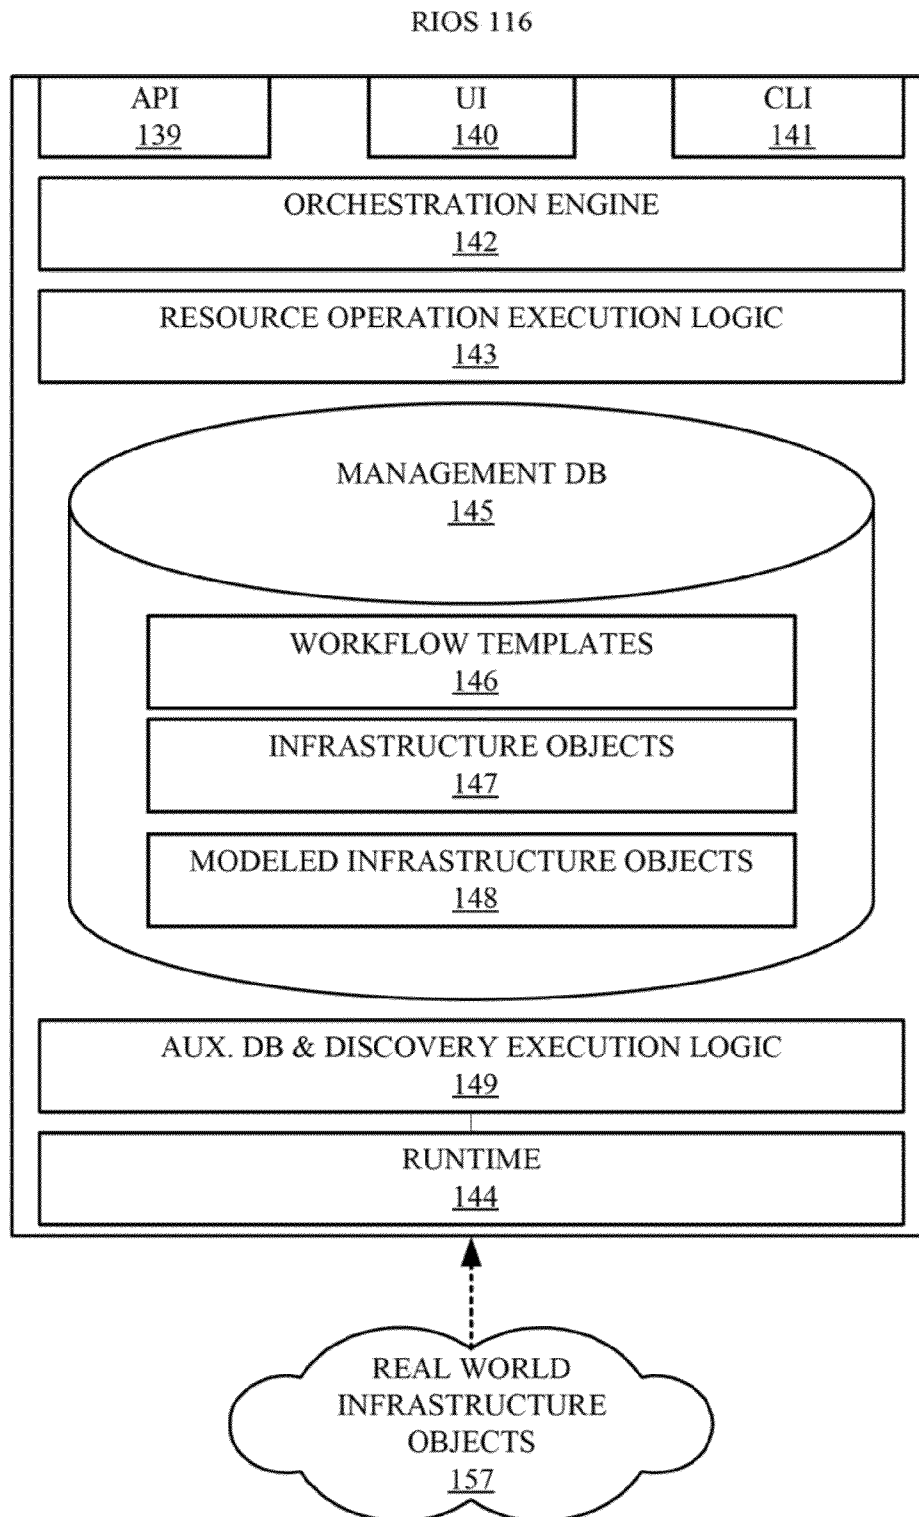 RIOS 116
API UI CLI
139 140 141
ORCHESTRATION ENGINE
142
RESOURCE OPERATION EXECUTION LOGIC
143
MANAGEMENT DB
145
WORKFLOW TEMPLATES
146
INFRASTRUCTURE OBJECTS
147
MODELED INFRASTRUCTURE OBJECTS
148
AUX. DB & DISCOVERY EXECUTION LOGIC
149
RUNTIME
144
REAL WORLD
INFRASTRUCTURE
OBJECTS
157